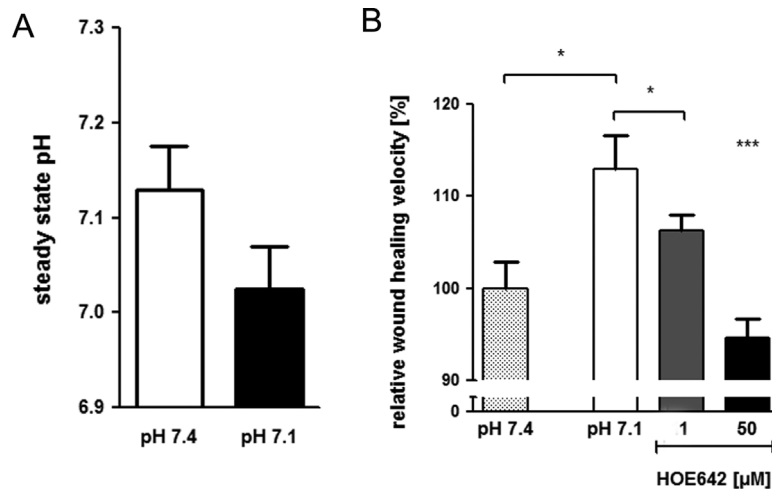 A
steady state pH
7.3
7.2
7.1
7.0
6.9
pH 7.4 pH 7.1
B
relative wound healing velocity [%]
120
110
100
90
0
*
*
***
pH 7.4 pH 7.1 1 50
HOE642 [µM]